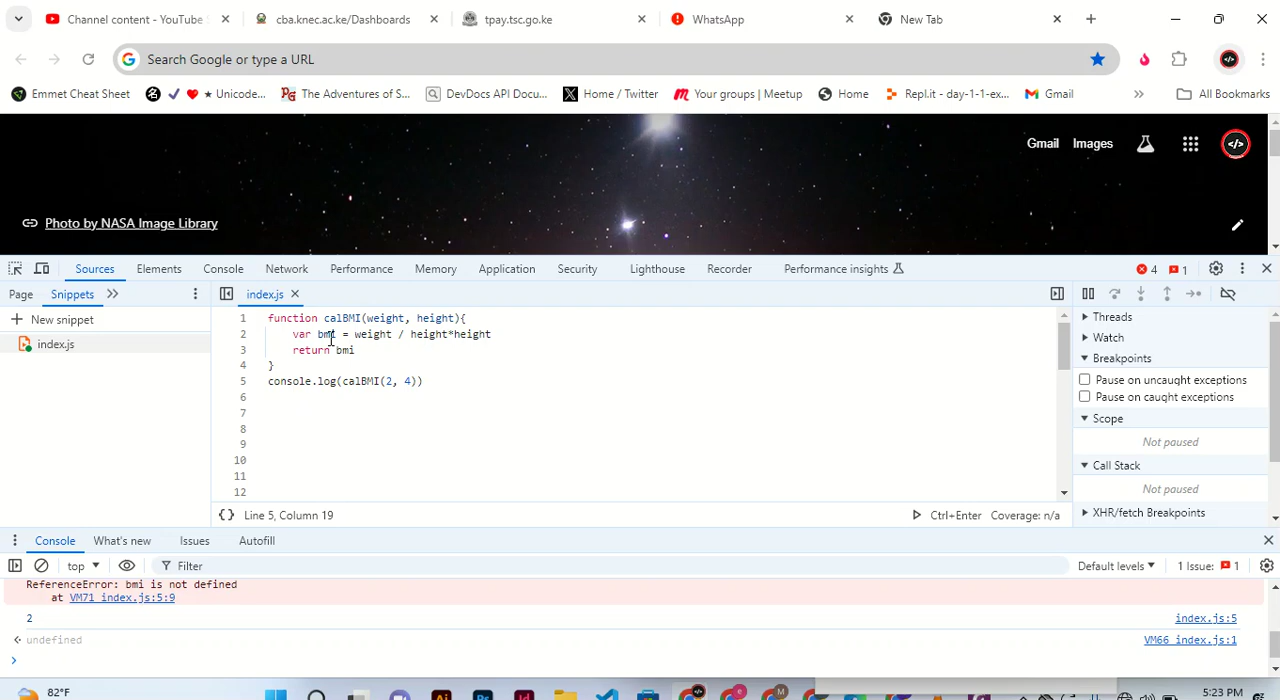 Channel content - YouTube
cba.knec.ac.ke/Dashboards
tpay.tsc.go.ke
WhatsApp
New Tab
Search Google or type a URL
Emmet Cheat Sheet
★ Unicode...
The Adventures of S...
DevDocs API Docu...
Home / Twitter
Your groups | Meetup
Home
Repl.it - day-1-1-ex...
Gmail
All Bookmarks
Gmail Images
Photo by NASA Image Library
Sources Elements Console Network Performance Memory Application Security Lighthouse Recorder Performance insights 4 1
Page Snippets index.js
New snippet
index.js
1 function calBMI(weight, height){
2 var bmi = weight / height*height
3 return bmi
4 }
5 console.log(calBMI(2, 4))
6
7
8
9
10
11
12
{} Line 5, Column 19 Ctrl+Enter Coverage: n/a
Threads
Watch
Breakpoints
Pause on uncaught exceptions
Pause on caught exceptions
Scope
Not paused
Call Stack
Not paused
XHR/fetch Breakpoints
Console What's new Issues Autofill
top Filter Default levels 1 Issue: 1
ReferenceError: bmi is not defined
at VM71 index.js:5:9
2 index.js:5
undefined VM66 index.js:1
82°F
5:23 PM